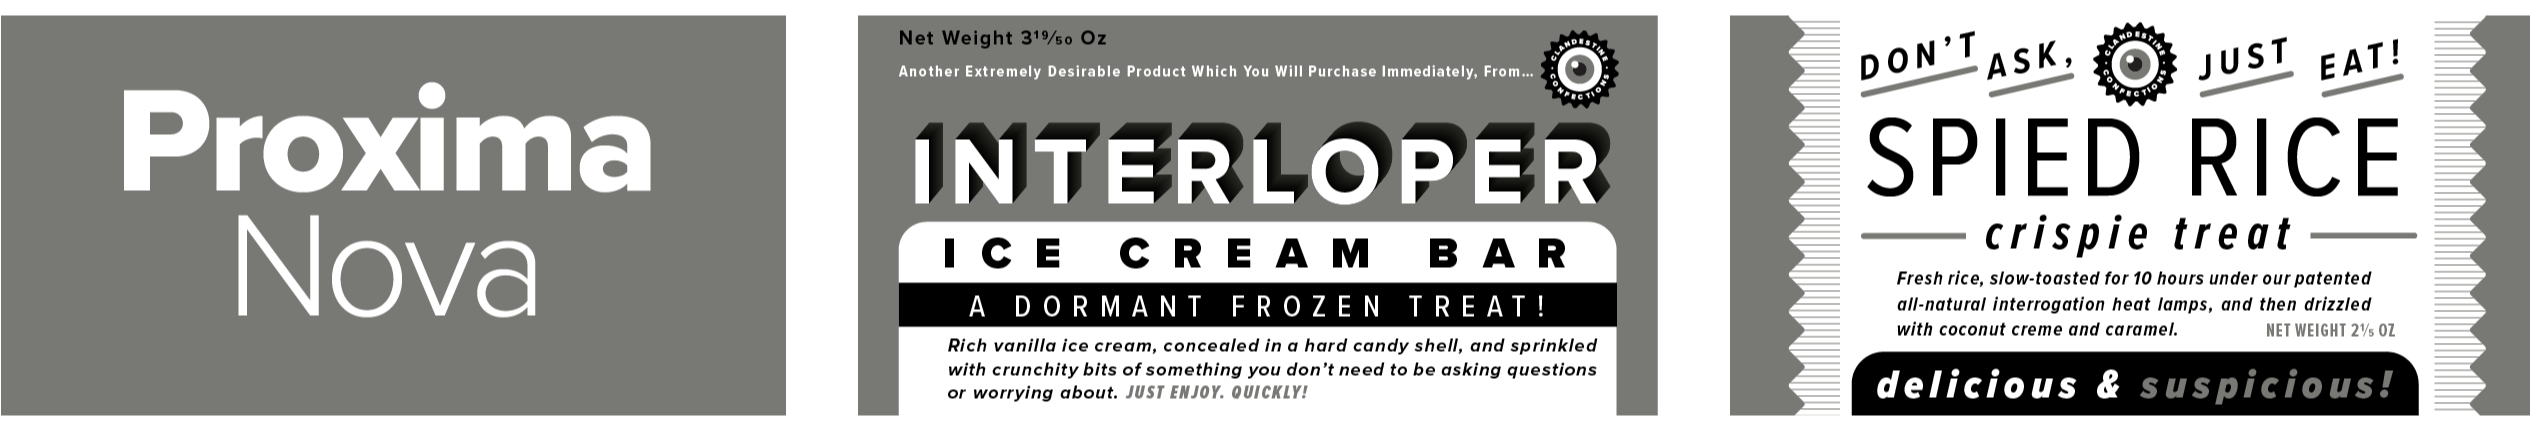 Proxima
Nova
Net Weight 3¹⁹⁄₅₀ Oz
Another Extremely Desirable Product Which You Will Purchase Immediately, From…
CLANDESTINE CONFECTIONS
INTERLOPER
ICE CREAM BAR
A DORMANT FROZEN TREAT!
Rich vanilla ice cream, concealed in a hard candy shell, and sprinkled
with crunchity bits of something you don’t need to be asking questions
or worrying about. JUST ENJOY. QUICKLY!
DON’T ASK, CLANDESTINE CONFECTIONS JUST EAT!
SPIED RICE
crispie treat
Fresh rice, slow-toasted for 10 hours under our patented
all-natural interrogation heat lamps, and then drizzled
with coconut creme and caramel. NET WEIGHT 2⅕ OZ
delicious & suspicious!